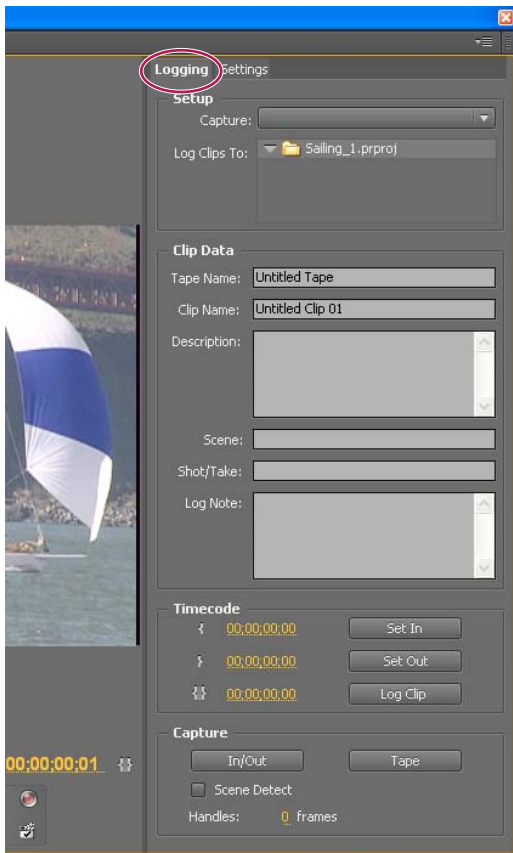 Logging Settings
Setup
Capture:
Log Clips To: Sailing_1.prproj
Clip Data
Tape Name: Untitled Tape
Clip Name: Untitled Clip 01
Description:
Scene:
Shot/Take:
Log Note:
Timecode
{ 00;00;00;00 Set In
} 00;00;00;00 Set Out
{} 00;00;00;00 Log Clip
Capture
00;00;00;01 {} In/Out Tape
Scene Detect
Handles: 0 frames